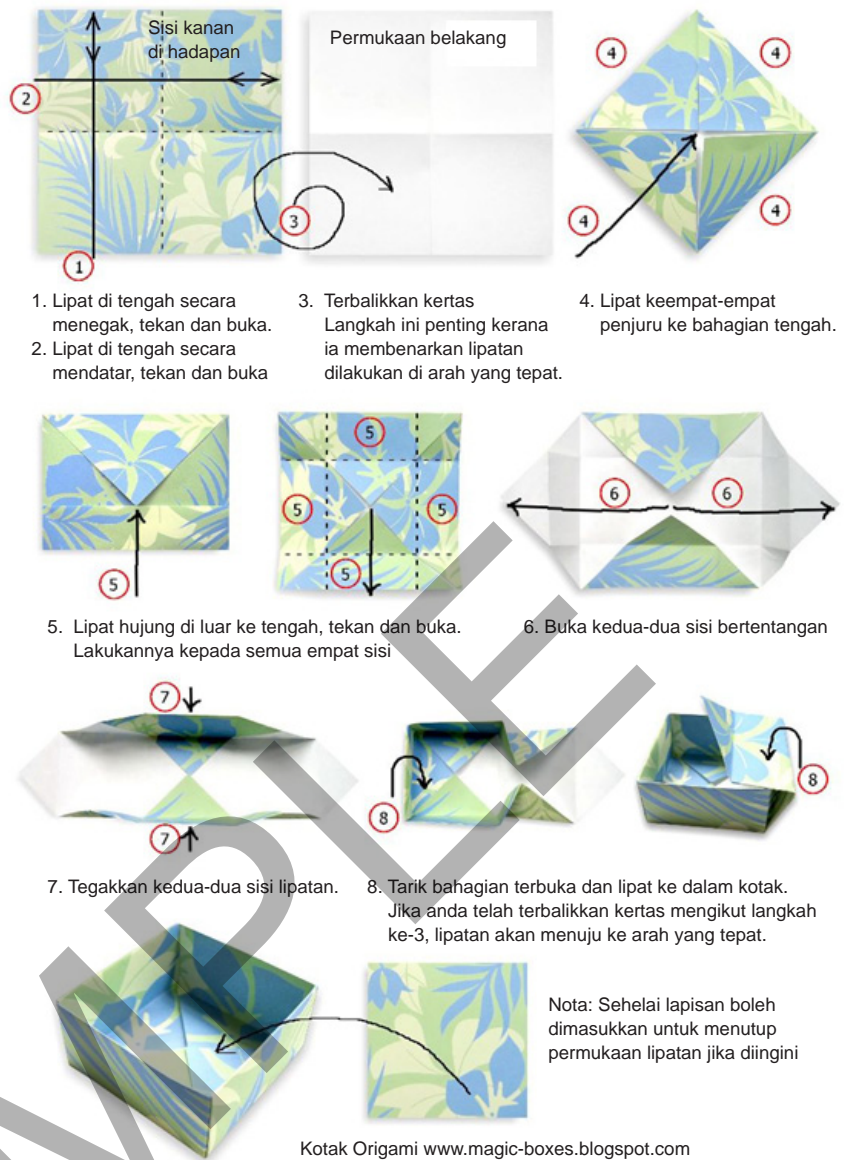 Sisi kanan
di hadapan
Permukaan belakang
2
1
3
4
4
4
4
1. Lipat di tengah secara
menegak, tekan dan buka.
2. Lipat di tengah secara
mendatar, tekan dan buka
3. Terbalikkan kertas
Langkah ini penting kerana
ia membenarkan lipatan
dilakukan di arah yang tepat.
4. Lipat keempat-empat
penjuru ke bahagian tengah.
5
5
5
5
5
6
6
5. Lipat hujung di luar ke tengah, tekan dan buka.
Lakukannya kepada semua empat sisi
6. Buka kedua-dua sisi bertentangan
7
7
8
8
7. Tegakkan kedua-dua sisi lipatan.
8. Tarik bahagian terbuka dan lipat ke dalam kotak.
Jika anda telah terbalikkan kertas mengikut langkah
ke-3, lipatan akan menuju ke arah yang tepat.
Nota: Sehelai lapisan boleh
dimasukkan untuk menutup
permukaan lipatan jika diingini
Kotak Origami www.magic-boxes.blogspot.com
MPLE